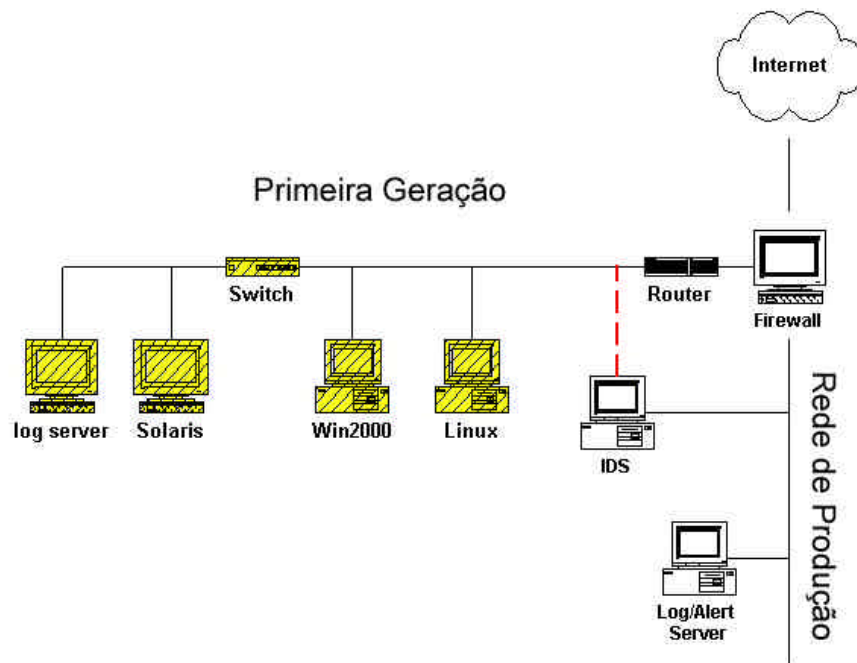 Internet
Primeira Geração
Switch
Router
Firewall
log server
Solaris
Win2000
Linux
IDS
Rede de Produção
Log/Alert
Server